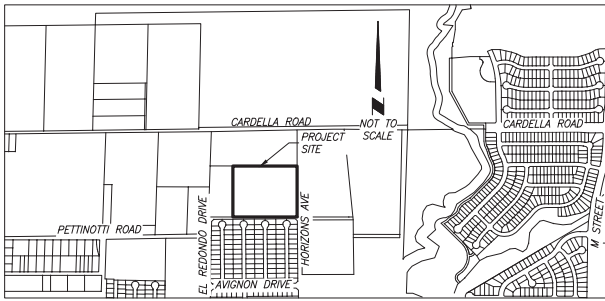 CARDELLA ROAD
NOT TO
SCALE
CARDELLA ROAD
PROJECT
SITE
PETTINOTTI ROAD
EL REDONDO DRIVE
HORIZONS AVE
M STREET
AVIGNON DRIVE